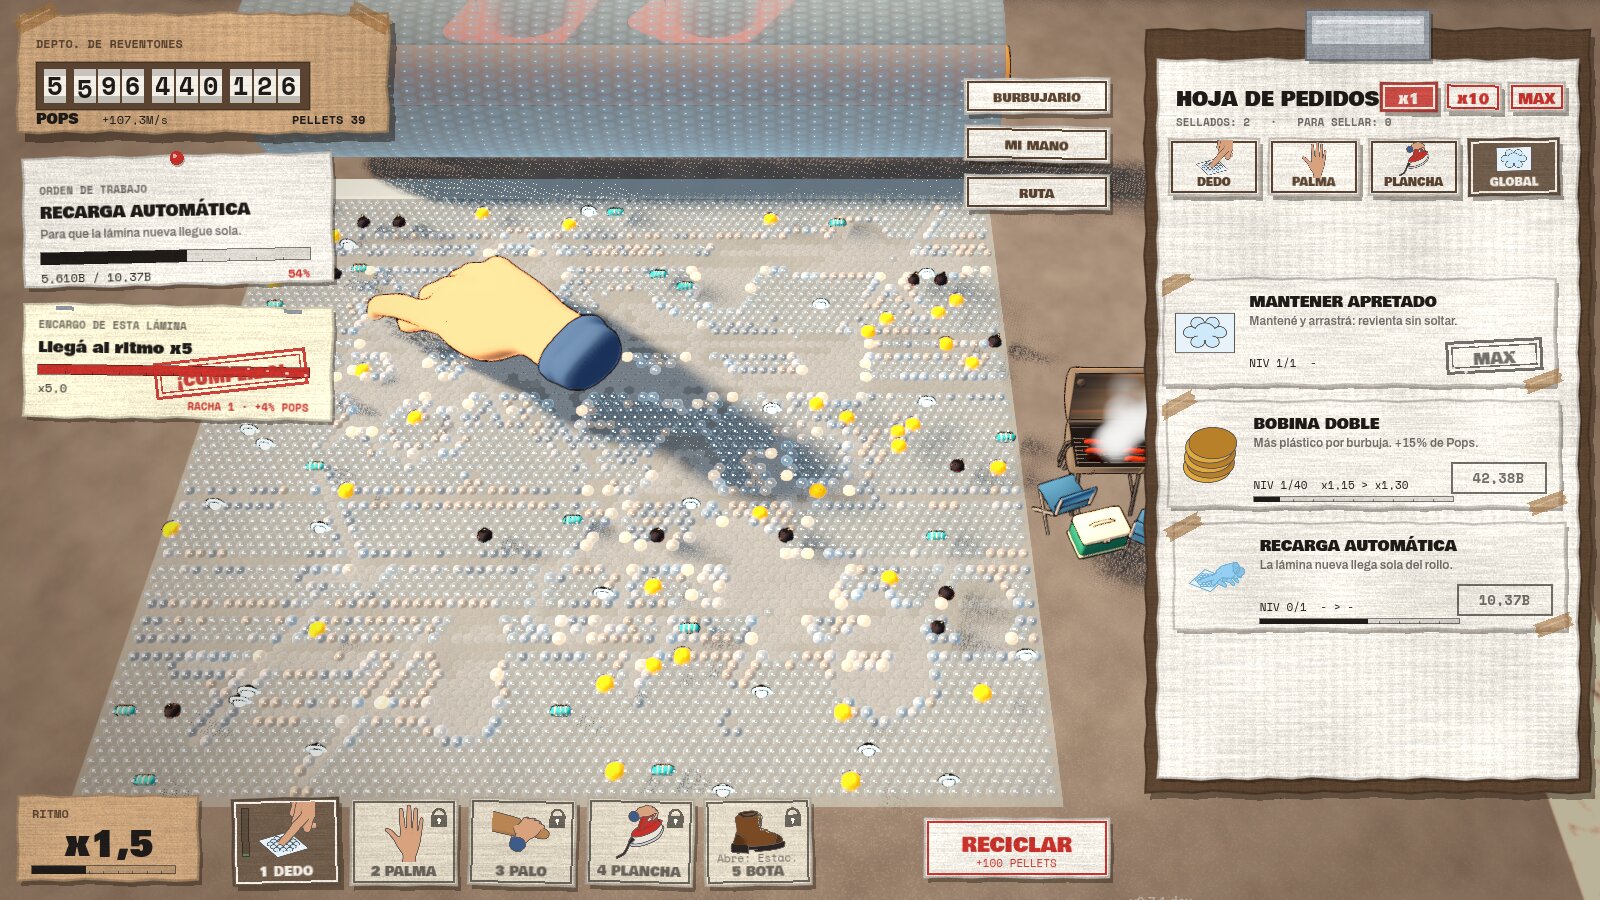 DEPTO. DE REVENTONES
5 596 440 126
POPS +107.3M/s PELLETS 39
ORDEN DE TRABAJO
RECARGA AUTOMÁTICA
Para que la lámina nueva llegue sola.
5.610B / 10.37B 54%
ENCARGO DE ESTA LÁMINA
Llegá al ritmo x5
x5.0
RACHA 1 · +4% POPS
BURBUJARIO
MI MANO
RUTA
HOJA DE PEDIDOS
x1
x10
MAX
SELLADOS: 2 · PARA SELLAR: 0
DEDO
PALMA
PLANCHA
GLOBAL
MANTENER APRETADO
Mantené y arrastrá: revienta sin soltar.
NIV 1/1 -
MAX
BOBINA DOBLE
Más plástico por burbuja. +15% de Pops.
NIV 1/40 x1.15 > x1.30
42.38B
RECARGA AUTOMÁTICA
La lámina nueva llega sola del rollo.
NIV 0/1 - > -
10.37B
RITMO
x1,5
1 DEDO
2 PALMA
3 PALO
4 PLANCHA
Abre: Estac.
5 BOTA
RECICLAR
+100 PELLETS